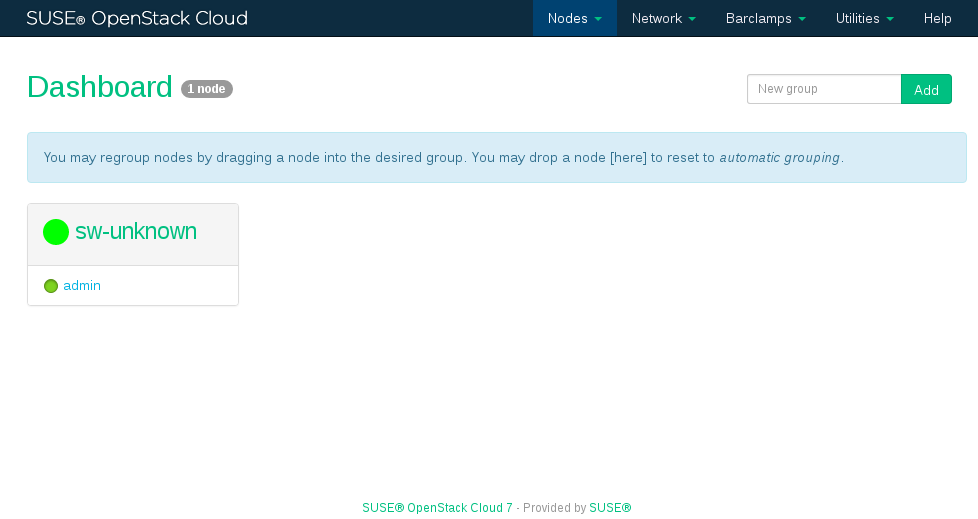 SUSE® OpenStack Cloud
Nodes Network Barclamps Utilities Help
Dashboard 1 node
New group Add
You may regroup nodes by dragging a node into the desired group. You may drop a node [here] to reset to automatic grouping.
sw-unknown
admin
SUSE® OpenStack Cloud 7 - Provided by SUSE®